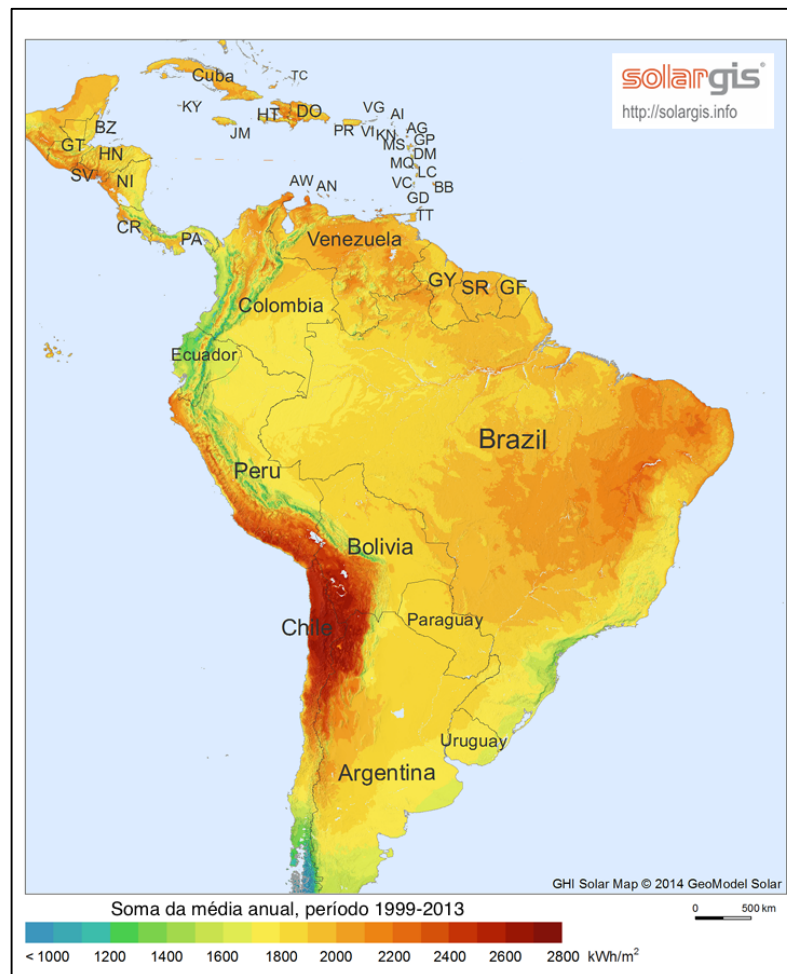 solargis
http://solargis.info
Cuba
TC
KY
HT
DO
JM
PR
VG
VI
AI
KN
AG
MS
GP
DM
MQ
LC
VC
BB
GD
TT
AW
AN
BZ
GT
HN
SV
NI
CR
PA
Venezuela
GY
SR
GF
Colombia
Ecuador
Brazil
Peru
Bolivia
Paraguay
Chile
Uruguay
Argentina
GHI Solar Map © 2014 GeoModel Solar
Soma da média anual, período 1999-2013
0 500 km
< 1000 1200 1400 1600 1800 2000 2200 2400 2600 2800 kWh/m²